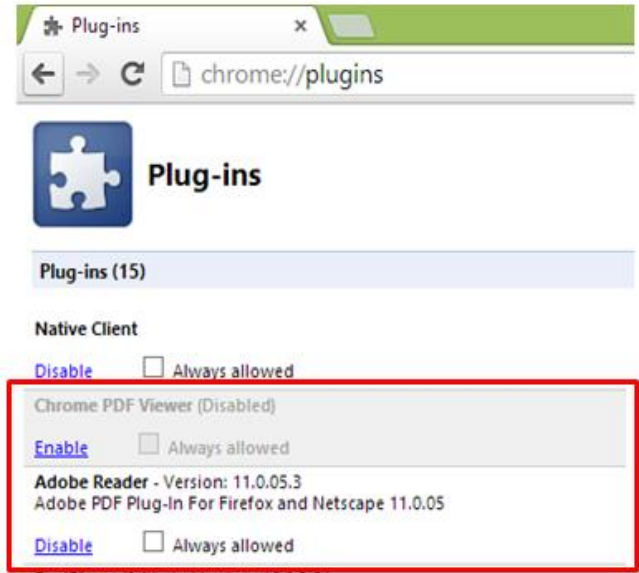 Plug-ins
chrome://plugins
Plug-ins
Plug-ins (15)
Native Client
Disable Always allowed
Chrome PDF Viewer (Disabled)
Enable Always allowed
Adobe Reader - Version: 11.0.05.3
Adobe PDF Plug-In For Firefox and Netscape 11.0.05
Disable Always allowed